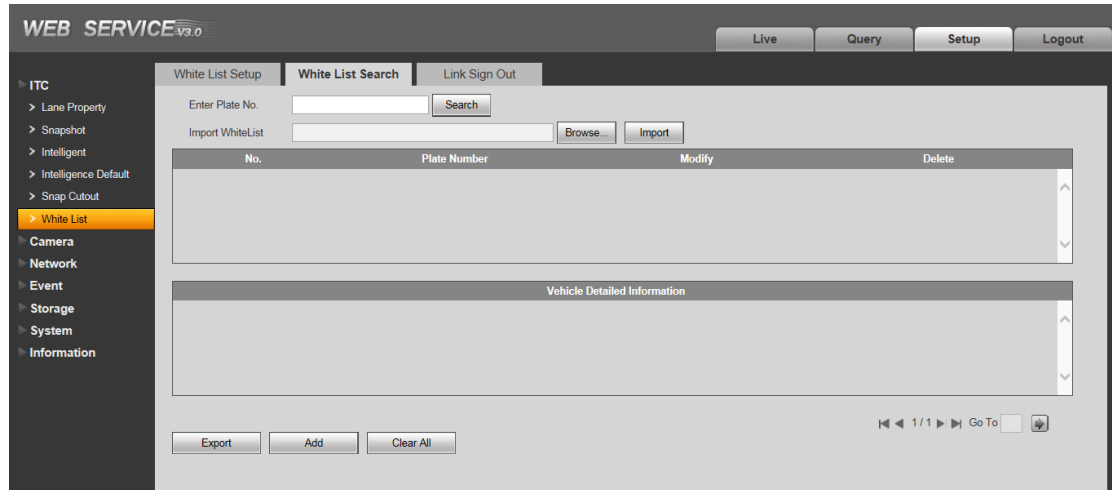 WEB SERVICE V3.0
Live Query Setup Logout
White List Setup White List Search Link Sign Out
ITC
> Lane Property
> Snapshot
> Intelligent
> Intelligence Default
> Snap Cutout
> White List
Camera
Network
Event
Storage
System
Information
Enter Plate No. Search
Import WhiteList Browse... Import
No. Plate Number Modify Delete
Vehicle Detailed Information
1 / 1 Go To
Export Add Clear All